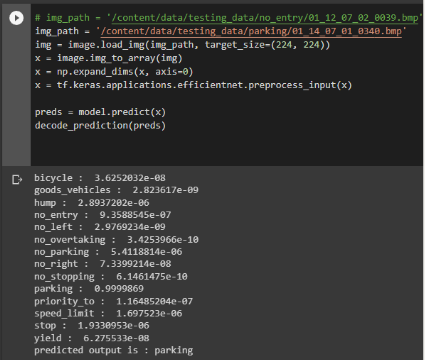 # img_path = '/content/data/testing_data/no_entry/01_12_07_02_0039.bmp'
img_path = '/content/data/testing_data/parking/01_14_07_01_0340.bmp'
img = image.load_img(img_path, target_size=(224, 224))
x = image.img_to_array(img)
x = np.expand_dims(x, axis=0)
x = tf.keras.applications.efficientnet.preprocess_input(x)
preds = model.predict(x)
decode_prediction(preds)
bicycle : 3.6252032e-08
goods_vehicles : 2.823617e-09
hump : 2.8937202e-06
no_entry : 9.3588545e-07
no_left : 2.9769234e-09
no_overtaking : 3.4253966e-10
no_parking : 5.4118814e-06
no_right : 7.3399214e-08
no_stopping : 6.1461475e-10
parking : 0.9999869
priority_to : 1.16485204e-07
speed_limit : 1.697523e-06
stop : 1.9330953e-06
yield : 6.275533e-08
predicted output is : parking